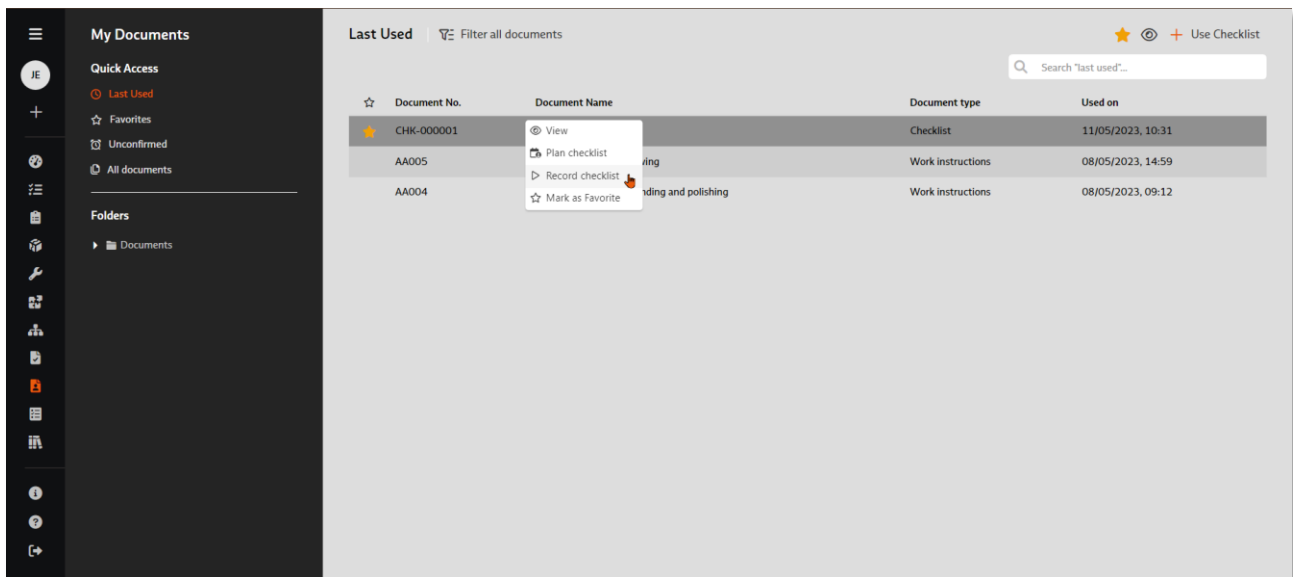 My Documents
Last Used
Filter all documents
Use Checklist
JE
Quick Access
Search "last used"...
Last Used
Document No.
Document Name
Document type
Used on
Favorites
CHK-000001
View
Checklist
11/05/2023, 10:31
Unconfirmed
Plan checklist
AA005
Work instructions
08/05/2023, 14:59
All documents
Record checklist
AA004
and polishing
Work instructions
08/05/2023, 09:12
Mark as Favorite
Folders
Documents